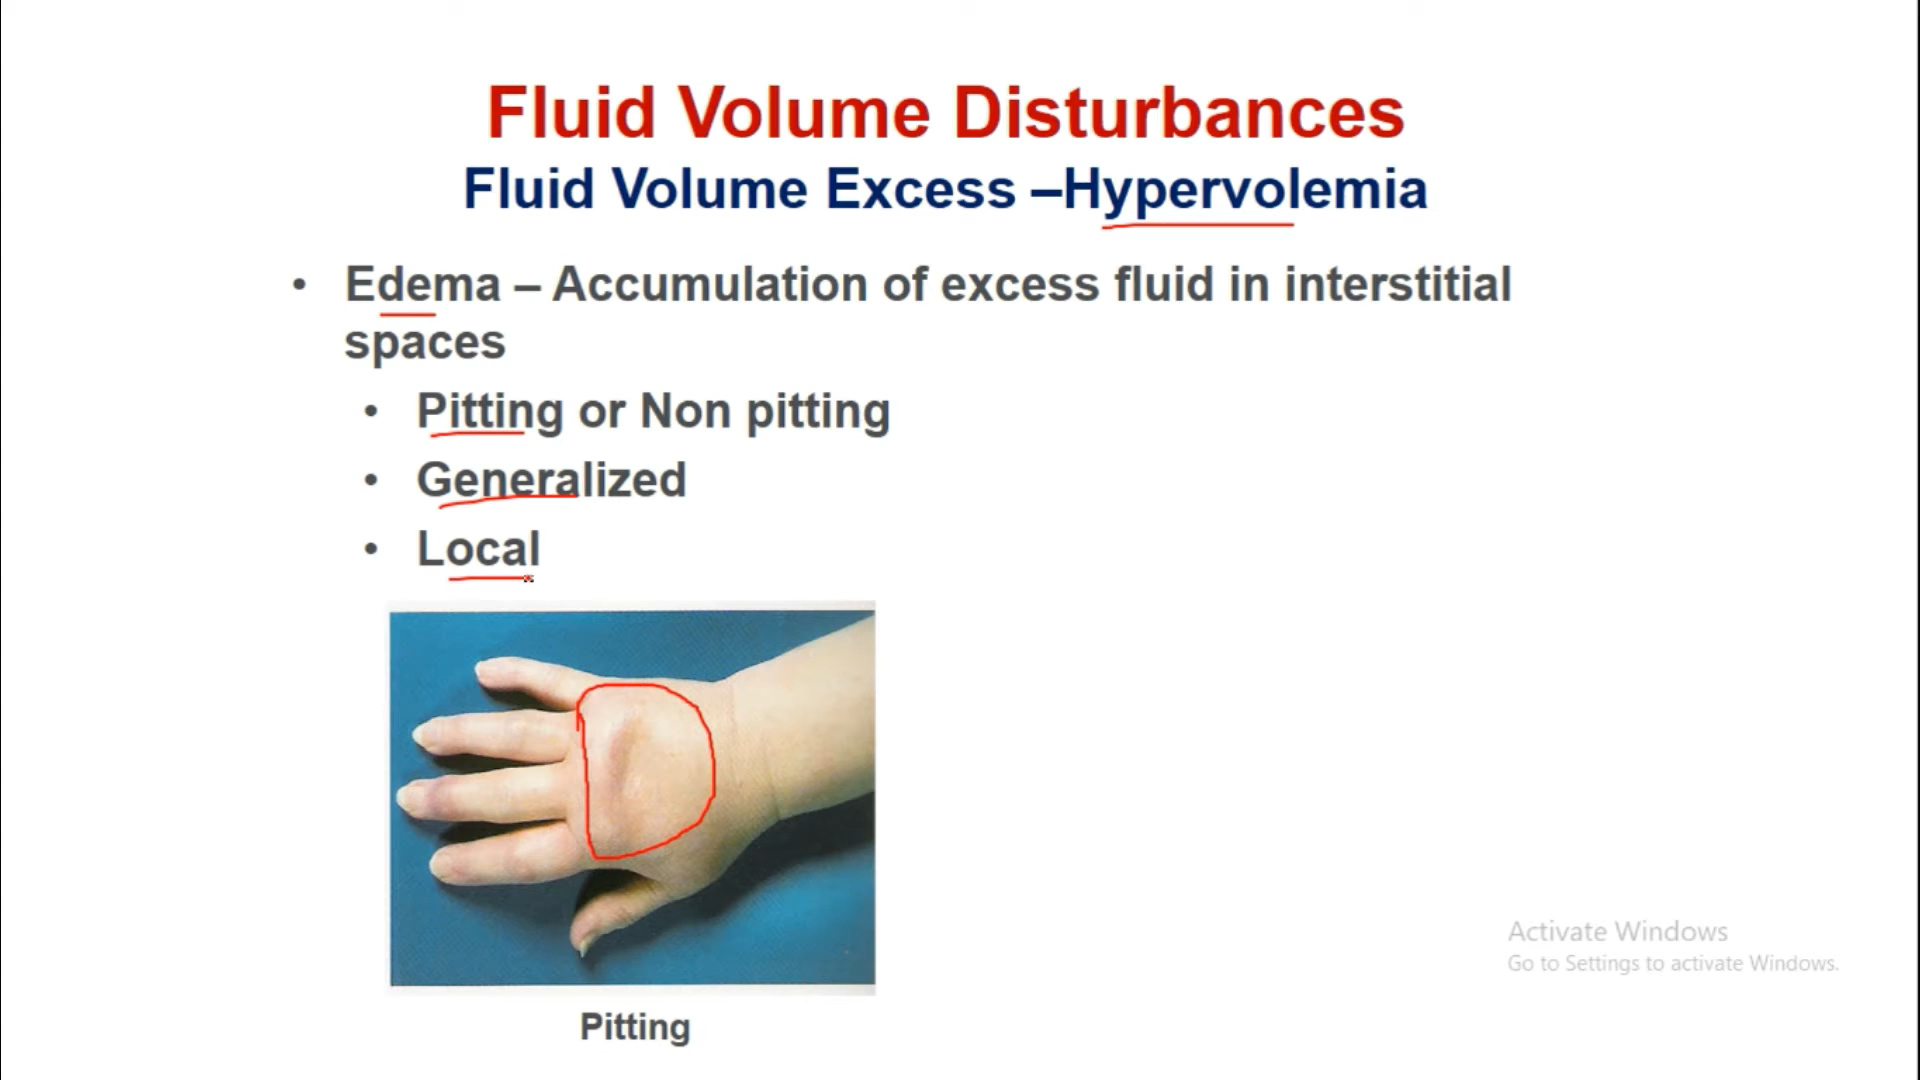 Fluid Volume Disturbances
Fluid Volume Excess –Hypervolemia
• Edema – Accumulation of excess fluid in interstitial
spaces
• Pitting or Non pitting
• Generalized
• Local
Pitting
Activate Windows
Go to Settings to activate Windows.